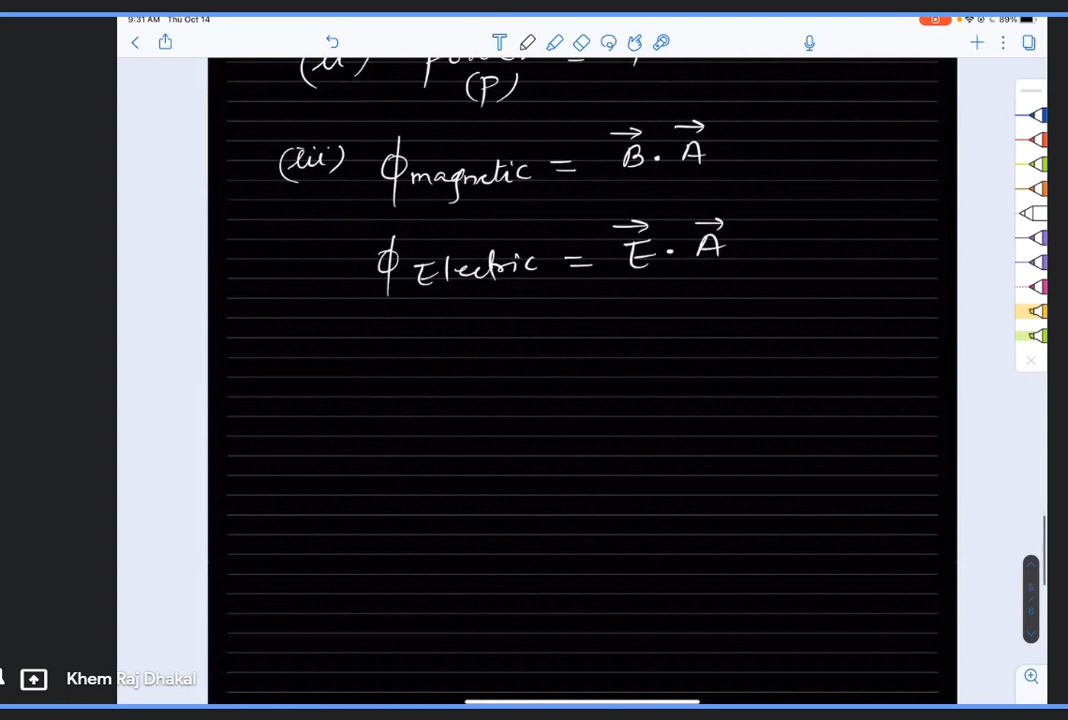 9:31 AM Thu Oct 14
89%
(P)
(iii) ϕmagnetic = B⃗ . A⃗
ϕElectric = E⃗ . A⃗
Khem Raj Dhakal